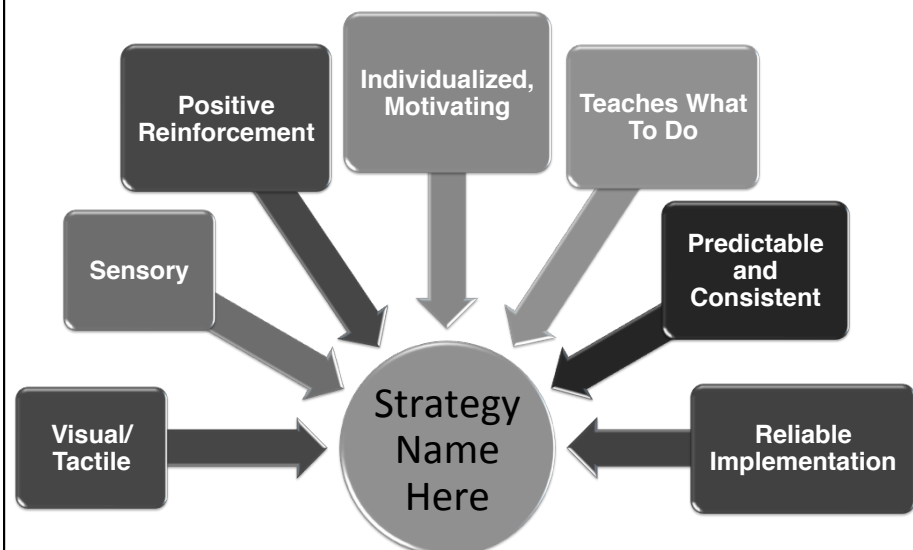 Individualized,
Motivating
Positive
Reinforcement
Teaches What
To Do
Sensory
Predictable
and
Consistent
Visual/
Tactile
Strategy
Name
Here
Reliable
Implementation